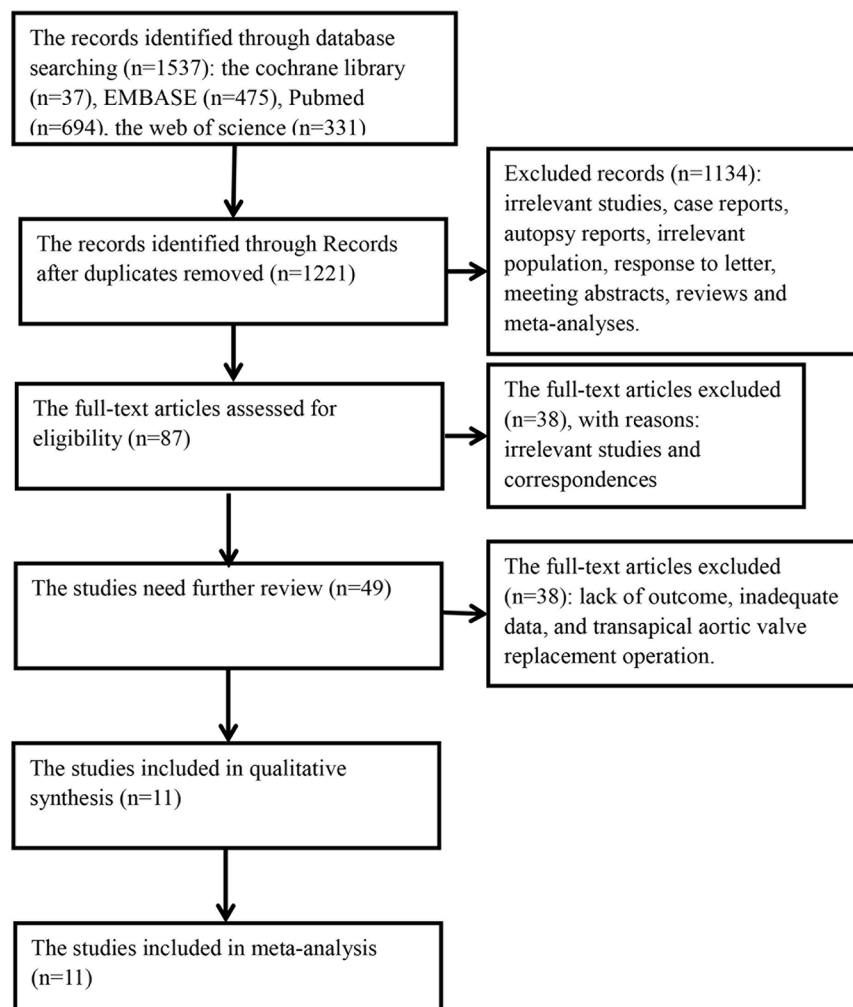 The records identified through database
searching (n=1537): the cochrane library
(n=37), EMBASE (n=475), Pubmed
(n=694), the web of science (n=331)
Excluded records (n=1134):
irrelevant studies, case reports,
autopsy reports, irrelevant
population, response to letter,
meeting abstracts, reviews and
meta-analyses.
The records identified through Records
after duplicates removed (n=1221)
The full-text articles assessed for
eligibility (n=87)
The full-text articles excluded
(n=38), with reasons:
irrelevant studies and
correspondences
The studies need further review (n=49)
The full-text articles excluded
(n=38): lack of outcome, inadequate
data, and transapical aortic valve
replacement operation.
The studies included in qualitative
synthesis (n=11)
The studies included in meta-analysis
(n=11)